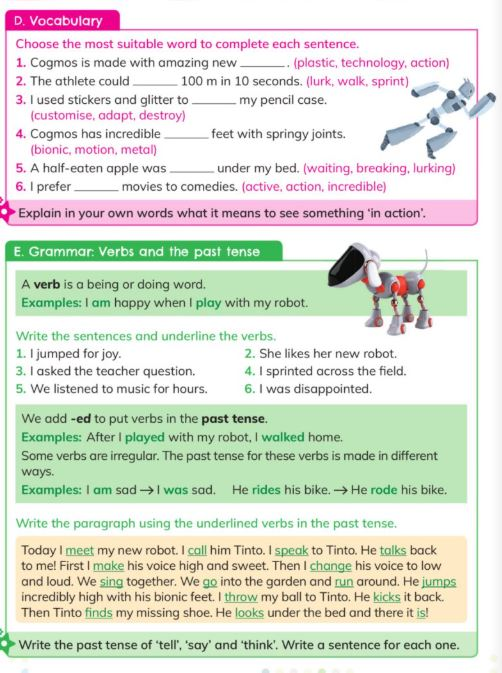 D. Vocabulary
Choose the most suitable word to complete each sentence.
1. Cogmos is made with amazing new _______ . (plastic, technology, action)
2. The athlete could _______ 100 m in 10 seconds. (lurk, walk, sprint)
3. I used stickers and glitter to _______ my pencil case.
(customise, adapt, destroy)
4. Cogmos has incredible _______ feet with springy joints.
(bionic, motion, metal)
5. A half-eaten apple was _______ under my bed. (waiting, breaking, lurking)
6. I prefer _______ movies to comedies. (active, action, incredible)
Explain in your own words what it means to see something ‘in action’.
E. Grammar: Verbs and the past tense
A verb is a being or doing word.
Examples: I am happy when I play with my robot.
Write the sentences and underline the verbs.
1. I jumped for joy. 2. She likes her new robot.
3. I asked the teacher question. 4. I sprinted across the field.
5. We listened to music for hours. 6. I was disappointed.
We add -ed to put verbs in the past tense.
Examples: After I played with my robot, I walked home.
Some verbs are irregular. The past tense for these verbs is made in different
ways.
Examples: I am sad → I was sad. He rides his bike. → He rode his bike.
Write the paragraph using the underlined verbs in the past tense.
Today I meet my new robot. I call him Tinto. I speak to Tinto. He talks back
to me! First I make his voice high and sweet. Then I change his voice to low
and loud. We sing together. We go into the garden and run around. He jumps
incredibly high with his bionic feet. I throw my ball to Tinto. He kicks it back.
Then Tinto finds my missing shoe. He looks under the bed and there it is!
Write the past tense of ‘tell’, ‘say’ and ‘think’. Write a sentence for each one.